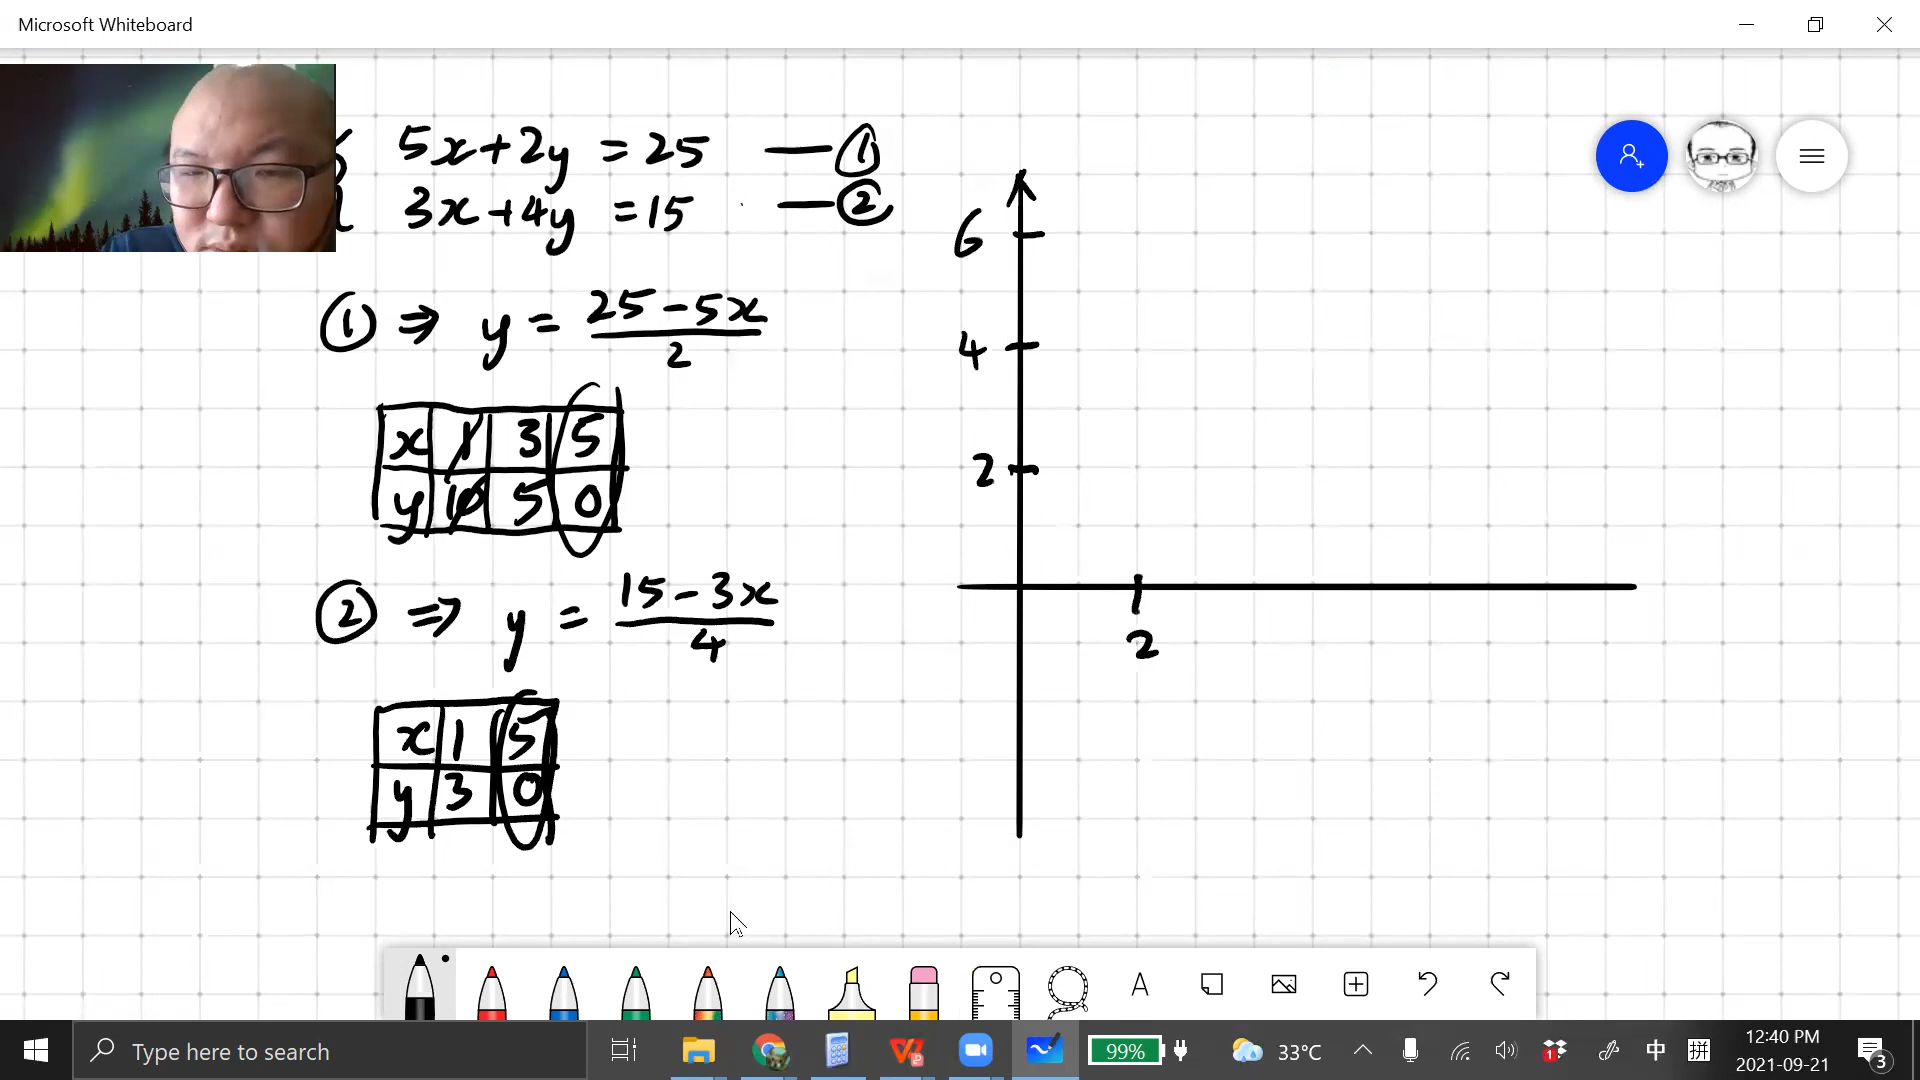 Microsoft Whiteboard
5x+2y = 25 — ①
3x+4y = 15 — ②
① ⇒ y = (25-5x)/2
x 1 3 5
y 10 5 0
② ⇒ y = (15-3x)/4
x 1 5
y 3 0
6
4
2
2
Type here to search
99%
33°C
1
中
拼
12:40 PM
2021-09-21
3